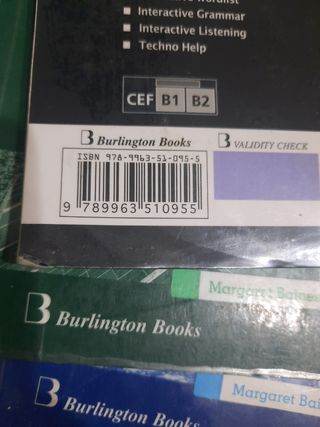 Interactive Grammar
Interactive Listening
Techno Help
CEF B1 B2
B Burlington Books
B VALIDITY CHECK
ISBN 978-9963-51-095-5
9 789963 510955
Margaret Baines
B Burlington Books
Margaret
B Burlington Books